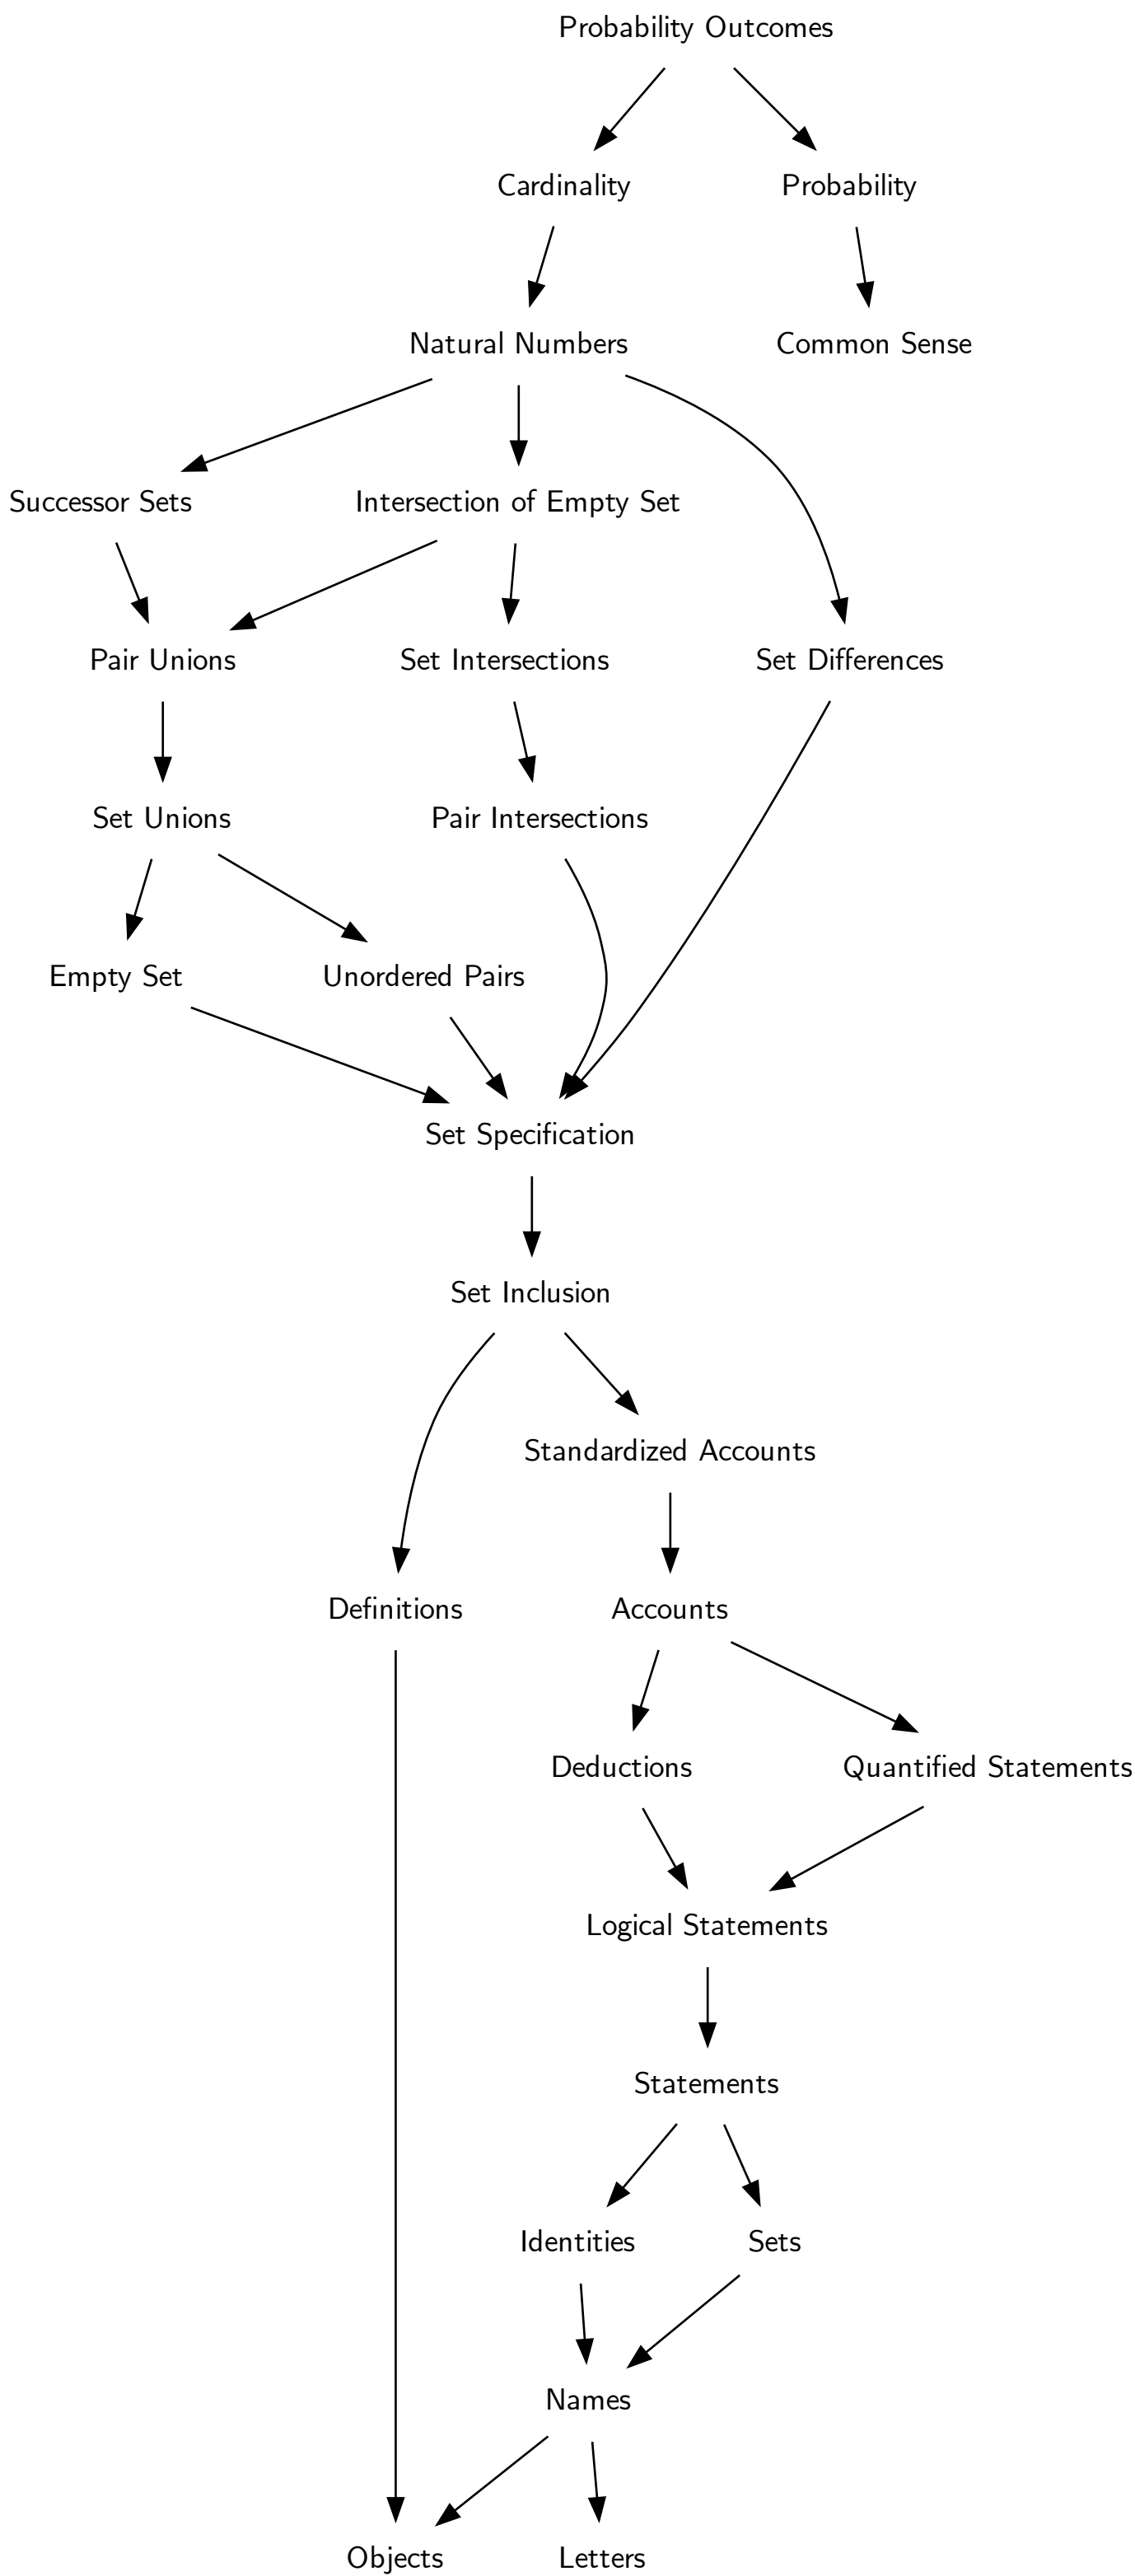 Probability Outcomes
Cardinality
Probability
Natural Numbers
Common Sense
Successor Sets
Intersection of Empty Set
Pair Unions
Set Intersections
Set Differences
Set Unions
Pair Intersections
Empty Set
Unordered Pairs
Set Specification
Set Inclusion
Standardized Accounts
Definitions
Accounts
Deductions
Quantified Statements
Logical Statements
Statements
Identities
Sets
Names
Objects
Letters